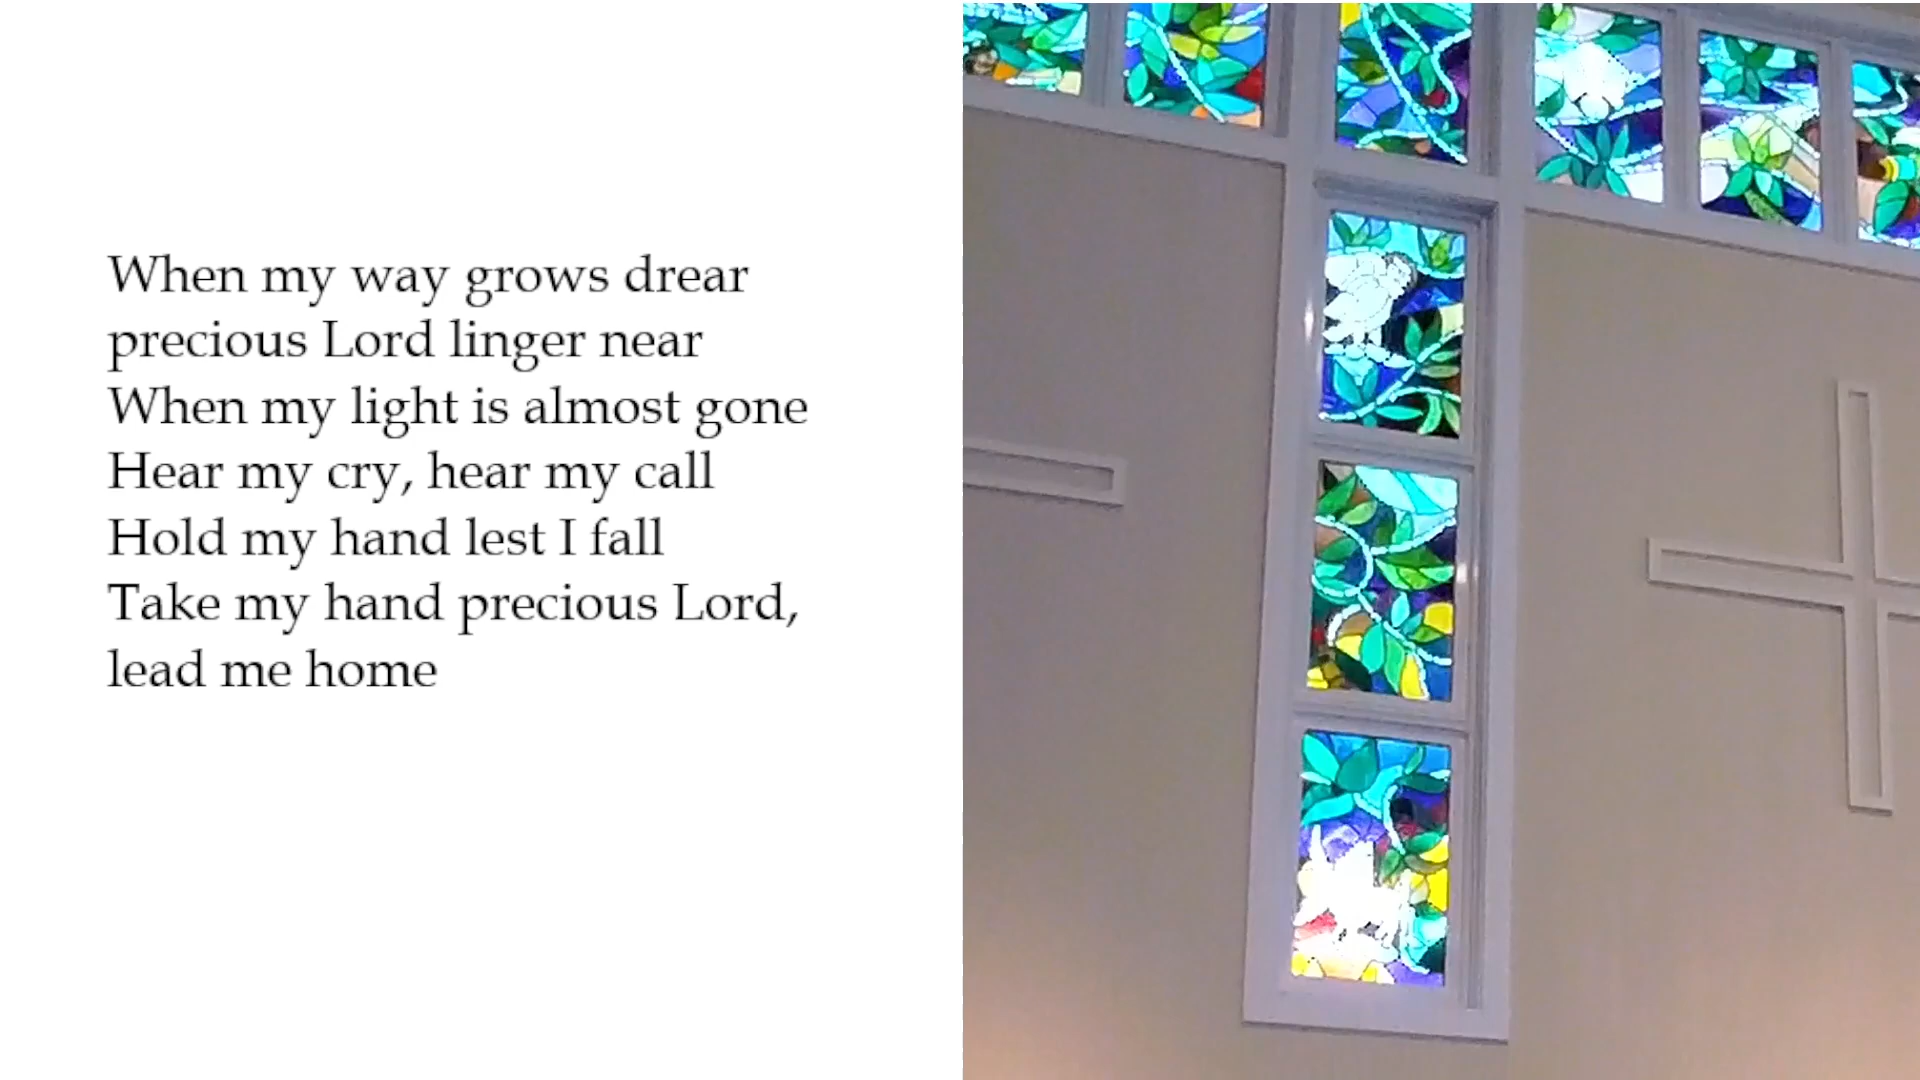 When my way grows drear
precious Lord linger near
When my light is almost gone
Hear my cry, hear my call
Hold my hand lest I fall
Take my hand precious Lord,
lead me home